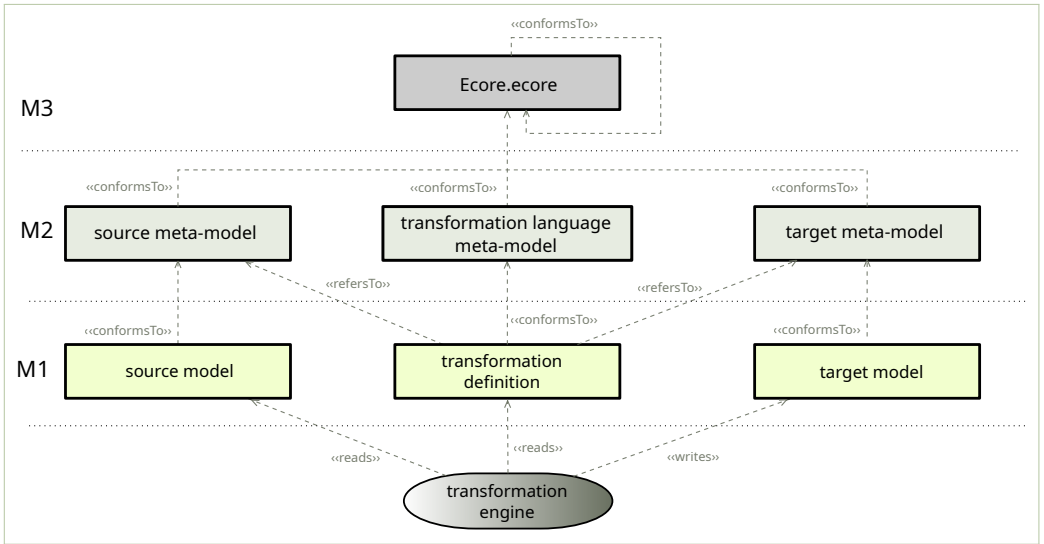 ‹‹conformsTo››
Ecore.ecore
M3
‹‹conformsTo››
‹‹conformsTo››
‹‹conformsTo››
M2
source meta-model
transformation language
meta-model
target meta-model
‹‹refersTo››
‹‹refersTo››
‹‹conformsTo››
‹‹conformsTo››
‹‹conformsTo››
M1
source model
transformation
definition
target model
‹‹reads››
‹‹reads››
‹‹writes››
transformation
engine